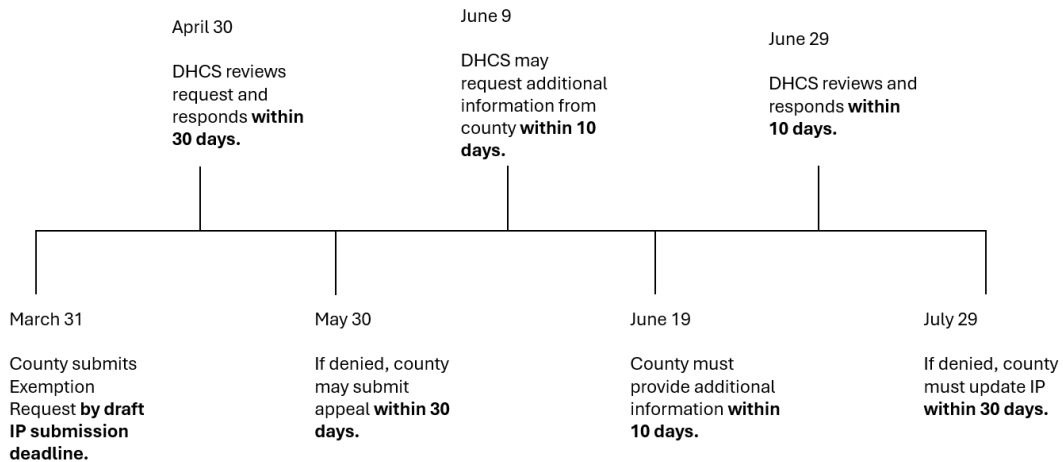 April 30
DHCS reviews
request and
responds within
30 days.
June 9
DHCS may
request additional
information from
county within 10
days.
June 29
DHCS reviews and
responds within
10 days.
March 31
County submits
Exemption
Request by draft
IP submission
deadline.
May 30
If denied, county
may submit
appeal within 30
days.
June 19
County must
provide additional
information within
10 days.
July 29
If denied, county
must update IP
within 30 days.